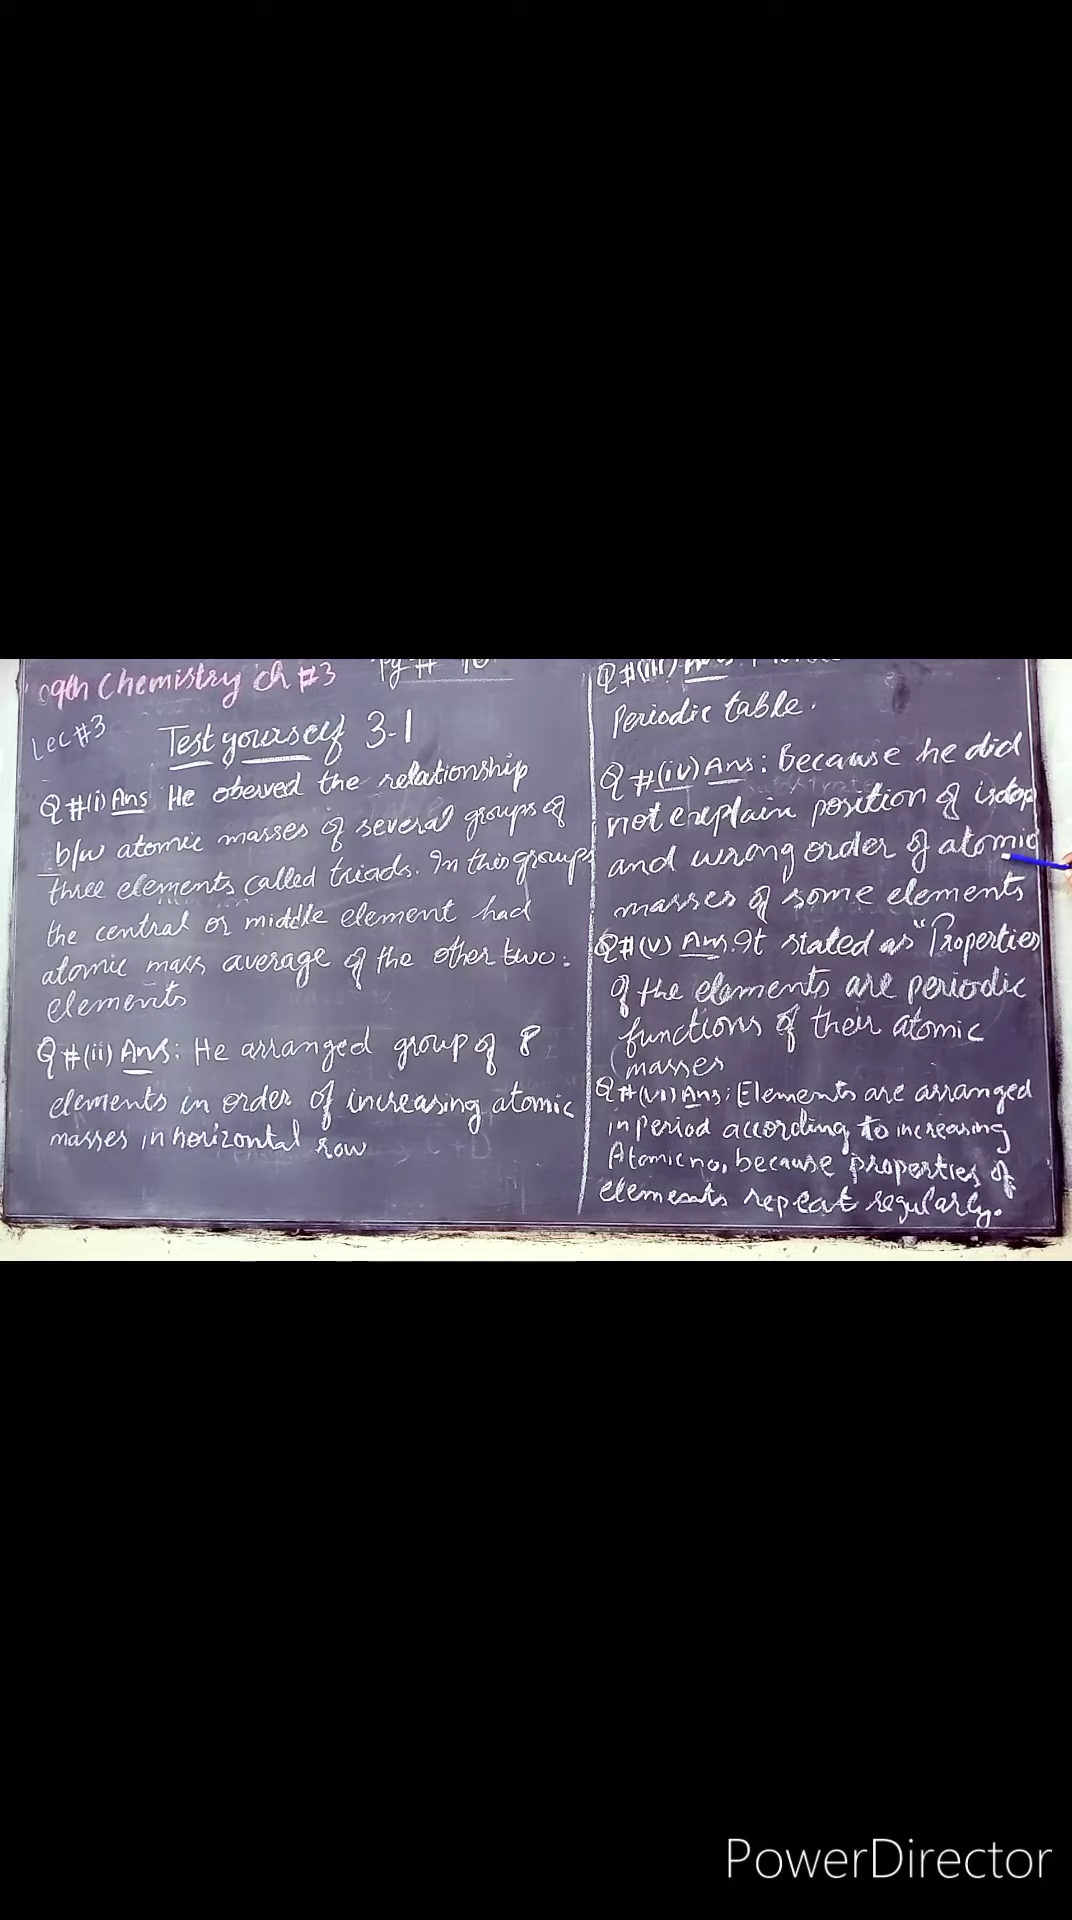 09th Chemistry ch #3
Lec #3
Test yourself 3.1
Q #(i) Ans He oberved the relationship
b/w atomic masses of several groups of
three elements called triads. In this groups
the central or middle element had
atomic mass average of the other two.
elements
Q #(ii) Ans: He arranged group of 8
elements in order of increasing atomic
masses in horizontal row
Q #(iii) Ans:
Periodic table.
Q #(iv) Ans: Because he did
not explain position of isotop
and wrong order of atomic
masses of some elements
Q #(v) Ans. It stated as "Properties
of the elements are periodic
functions of their atomic
masses
Q #(vi) Ans: Elements are arranged
in period according to increasing
Atomic no, because properties of
elements repeat regularly.
PowerDirector